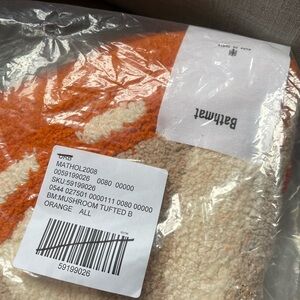 Bathmat
MATHOL2008
0059199026 0080 00000
SKU:59199026
0544 027501 0000111 0080 00000
BM:MUSHROOM TUFTED B
ORANGE ALL
59199026